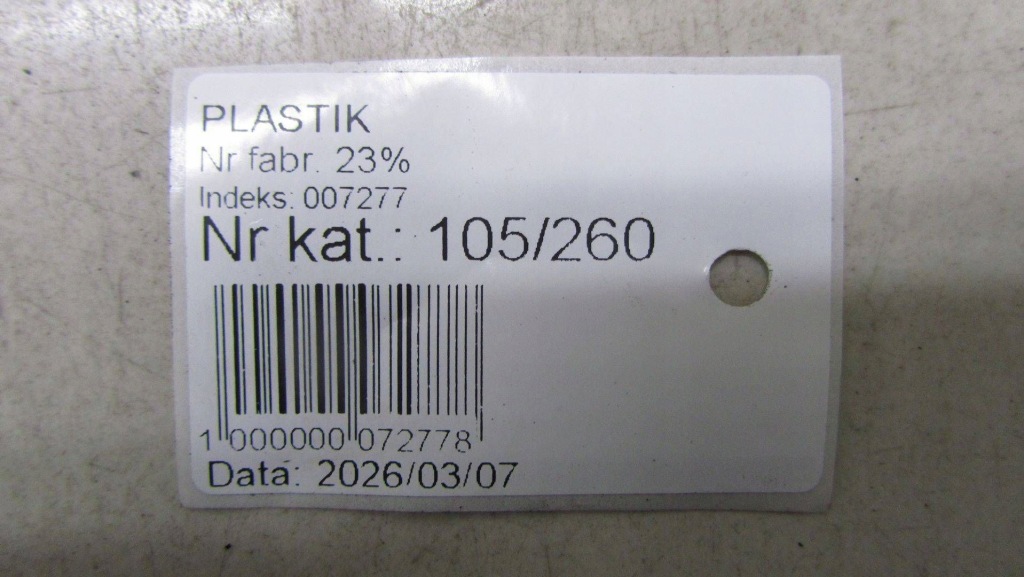 PLASTIK
Nr fabr. 23%
Indeks: 007277
Nr kat.: 105/260
1 000000 072778
Data: 2026/03/07